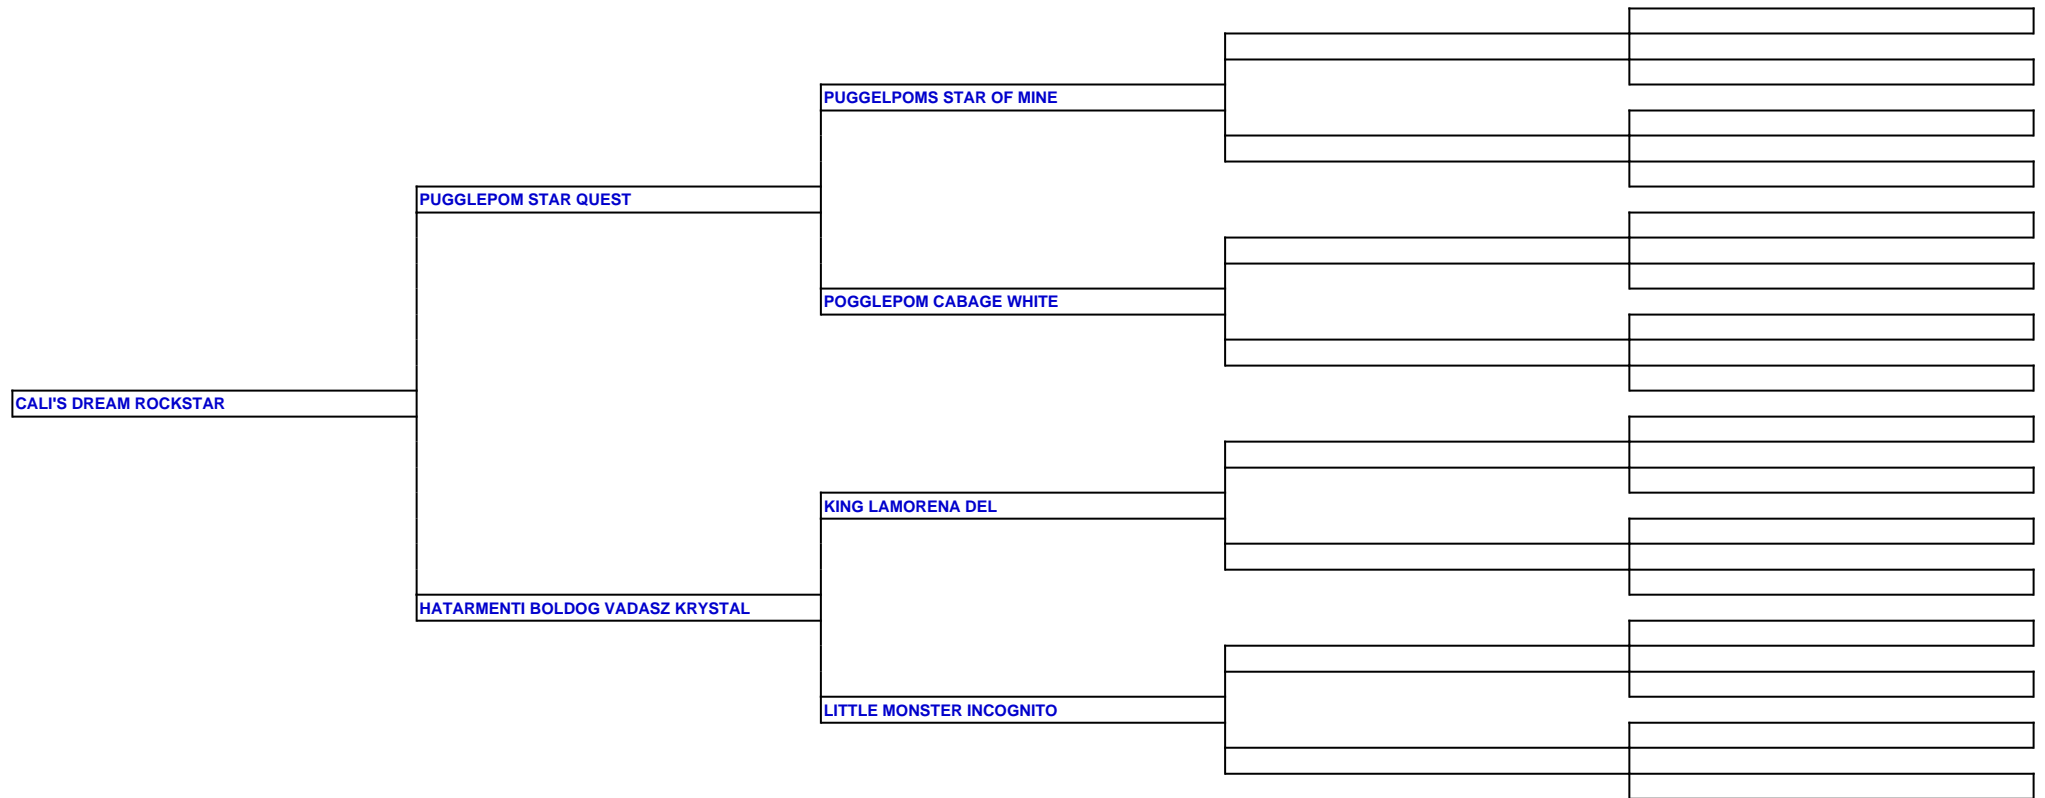 PUGGELPOMS STAR OF MINE
PUGGLEPOM STAR QUEST
POGGLEPOM CABAGE WHITE
CALI'S DREAM ROCKSTAR
KING LAMORENA DEL
HATARMENTI BOLDOG VADASZ KRYSTAL
LITTLE MONSTER INCOGNITO